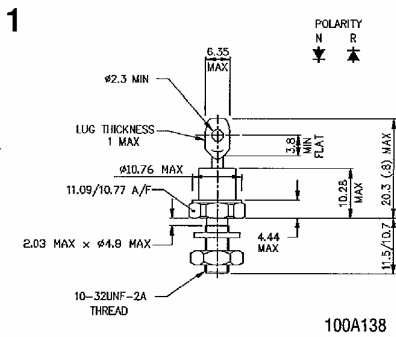 1
POLARITY
N R
6.35
MAX
ø2.3 MIN
LUG THICKNESS
1 MAX
3.8
MIN
FLAT
ø10.76 MAX
11.09/10.77 A/F
10.28
MAX
20.3 (.8) MAX
2.03 MAX x ø4.8 MAX
4.44
MAX
11.5/10.7
10-32UNF-2A
THREAD
100A138